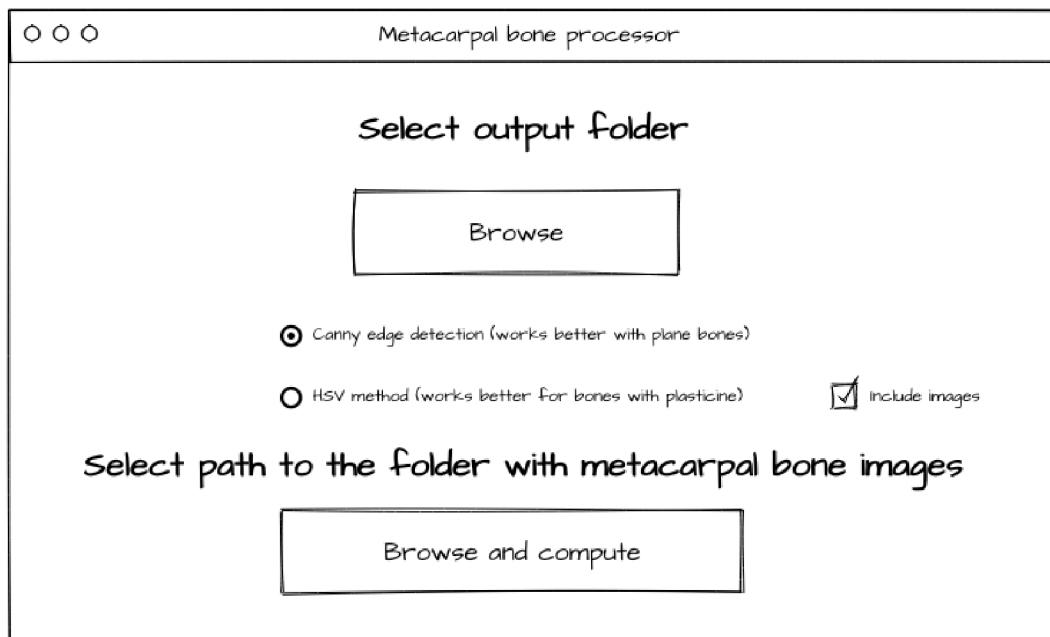 Metacarpal bone processor
Select output folder
Browse
Canny edge detection (works better with plane bones)
HSV method (works better for bones with plasticine)
Include images
Select path to the folder with metacarpal bone images
Browse and compute